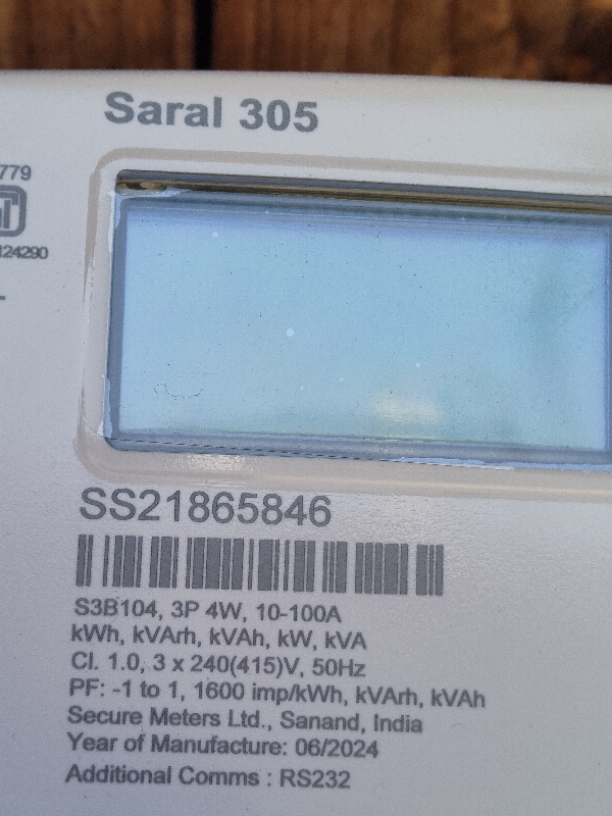 Saral 305
779
124290
SS21865846
S3B104, 3P 4W, 10-100A
kWh, kVArh, kVAh, kW, kVA
Cl. 1.0, 3 x 240(415)V, 50Hz
PF: -1 to 1, 1600 imp/kWh, kVArh, kVAh
Secure Meters Ltd., Sanand, India
Year of Manufacture: 06/2024
Additional Comms : RS232